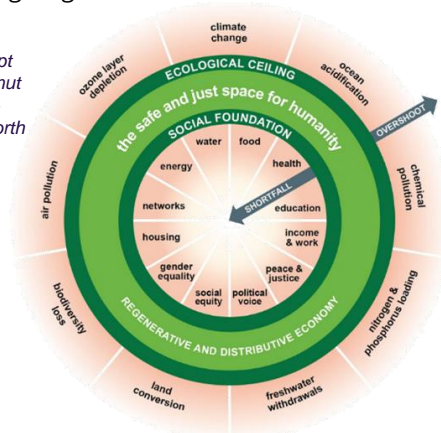 climate
change
ozone layer
depletion
ocean
acidification
ECOLOGICAL CEILING
the safe and just space for humanity
SOCIAL FOUNDATION
OVERSHOOT
water
food
energy
health
SHORTFALL
air pollution
chemical
pollution
networks
education
housing
income
& work
gender
equality
peace &
justice
social
equity
political
voice
biodiversity
loss
nitrogen &
phosphorus loading
REGENERATIVE AND DISTRIBUTIVE ECONOMY
land
conversion
freshwater
withdrawals